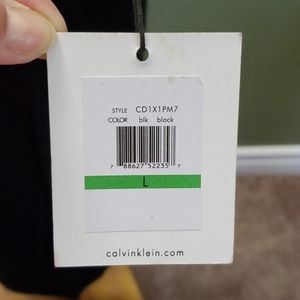 STYLE CD1X1PM7
COLOR blk black
7 88627 52235 7
L
calvinklein.com